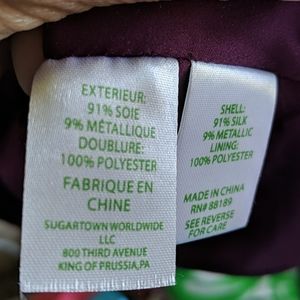 EXTERIEUR:
91% SOIE
9% MÉTALLIQUE
DOUBLURE:
100% POLYESTER
FABRIQUE EN
CHINE
SUGARTOWN WORLDWIDE
LLC
800 THIRD AVENUE
KING OF PRUSSIA,PA
SHELL:
91% SILK
9% METALLIC
LINING:
100% POLYESTER
MADE IN CHINA
RN# 88189
SEE REVERSE
FOR CARE